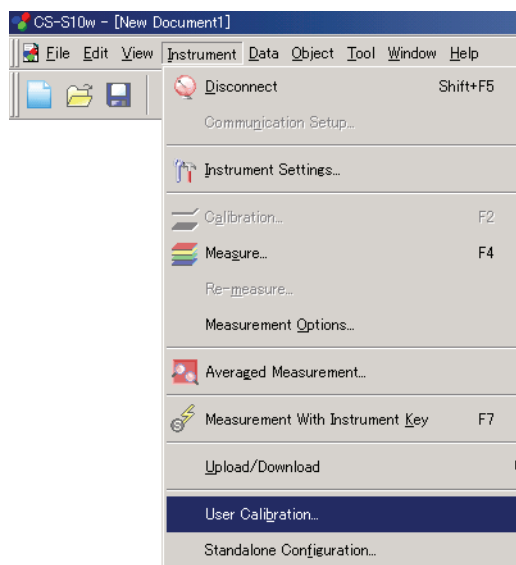 CS-S10w - [New Document1]
File Edit View Instrument Data Object Tool Window Help
Disconnect Shift+F5
Communication Setup...
Instrument Settings...
Calibration... F2
Measure... F4
Re-measure...
Measurement Options...
Averaged Measurement...
Measurement With Instrument Key F7
Upload/Download
User Calibration...
Standalone Configuration...